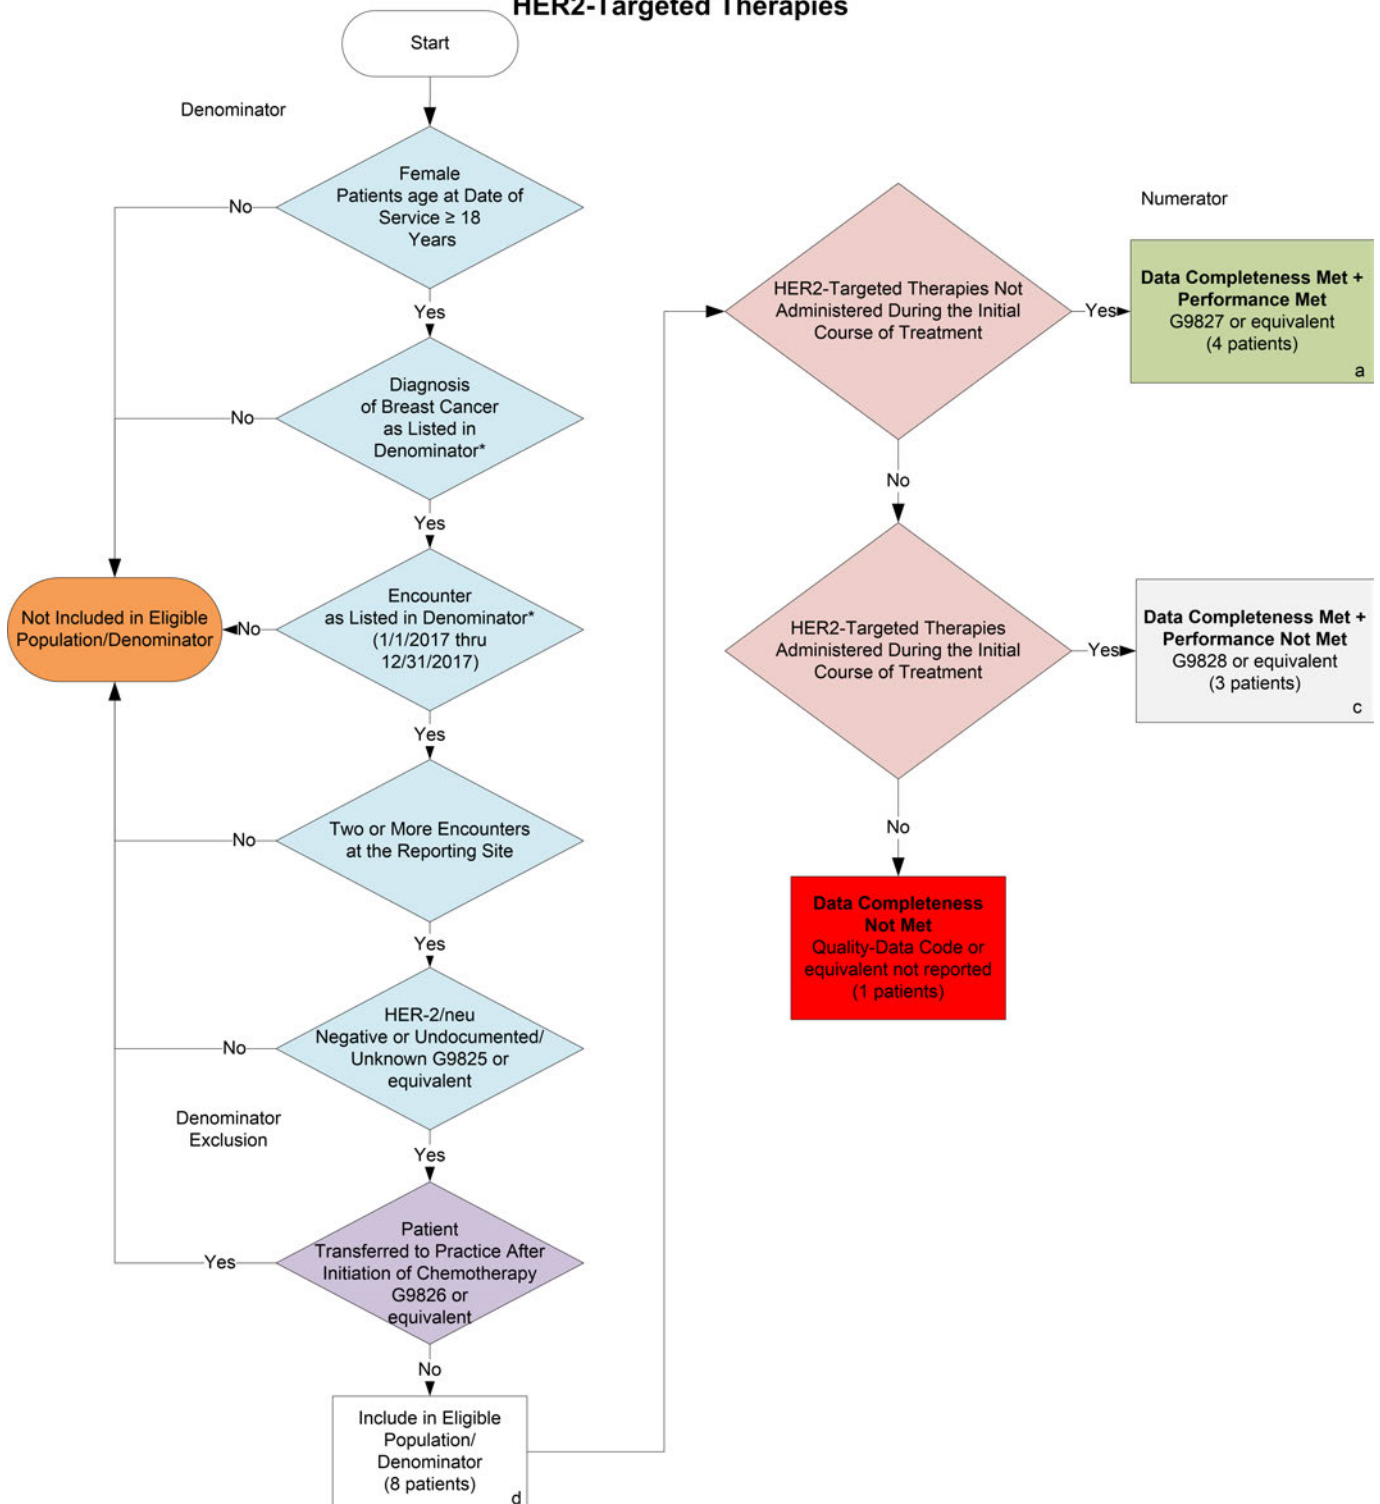 HER2-Targeted Therapies
Start
Denominator
Female
Patients age at Date of
Service ≥ 18
Years
No
Yes
Diagnosis
of Breast Cancer
as Listed in
Denominator*
No
Yes
Encounter
as Listed in Denominator*
(1/1/2017 thru
12/31/2017)
No
Not Included in Eligible
Population/Denominator
Yes
Two or More Encounters
at the Reporting Site
No
Yes
HER-2/neu
Negative or Undocumented/
Unknown G9825 or
equivalent
No
Denominator
Exclusion
Yes
Patient
Transferred to Practice After
Initiation of Chemotherapy
G9826 or
equivalent
Yes
No
Include in Eligible
Population/
Denominator
(8 patients)
d
Numerator
HER2-Targeted Therapies Not
Administered During the Initial
Course of Treatment
Yes
Data Completeness Met +
Performance Met
G9827 or equivalent
(4 patients)
a
No
HER2-Targeted Therapies
Administered During the Initial
Course of Treatment
Yes
Data Completeness Met +
Performance Not Met
G9828 or equivalent
(3 patients)
c
No
Data Completeness
Not Met
Quality-Data Code or
equivalent not reported
(1 patients)